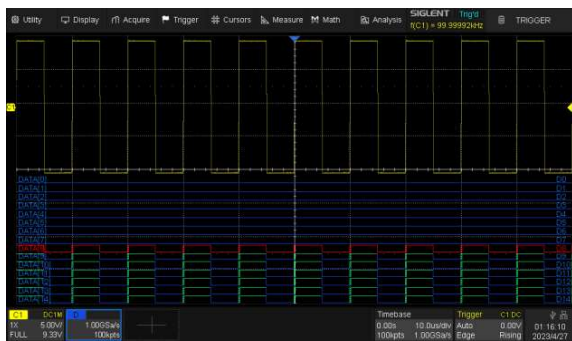 Utility Display Acquire Trigger Cursors Measure Math Analysis SIGLENT Trig'd TRIGGER
f(C1) = 99.99992kHz
C1
DATA[0] D0
DATA[1] D1
DATA[2] D2
DATA[3] D3
DATA[4] D4
DATA[5] D5
DATA[6] D6
DATA[7] D7
D8
DATA[9] D9
DATA[10] D10
DATA[11] D11
DATA[12] D12
DATA[13] D13
DATA[14] D14
C1 DC1M D Timebase Trigger C1 DC
1X 5.00V/ 1.00GSa/s 0.00s 10.0us/div Auto 0.00V 01:16:10
FULL 9.33V 100kpts 100kpts 1.00GSa/s Edge Rising 2023/4/27